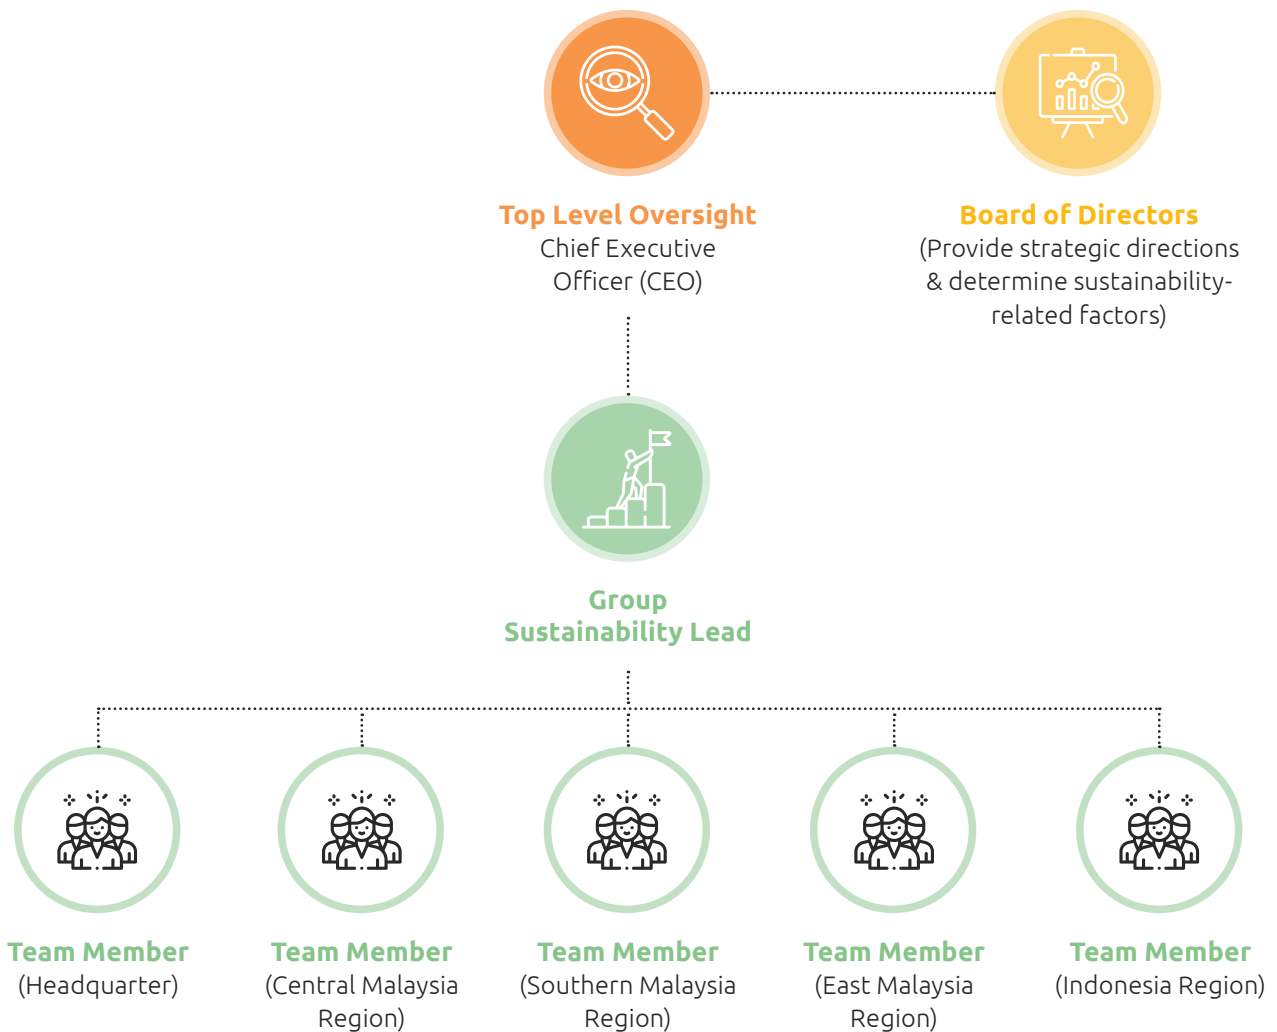 Top Level Oversight
Chief Executive
Officer (CEO)
Board of Directors
(Provide strategic directions
& determine sustainability-
related factors)
Group
Sustainability Lead
Team Member
(Headquarter)
Team Member
(Central Malaysia
Region)
Team Member
(Southern Malaysia
Region)
Team Member
(East Malaysia
Region)
Team Member
(Indonesia Region)